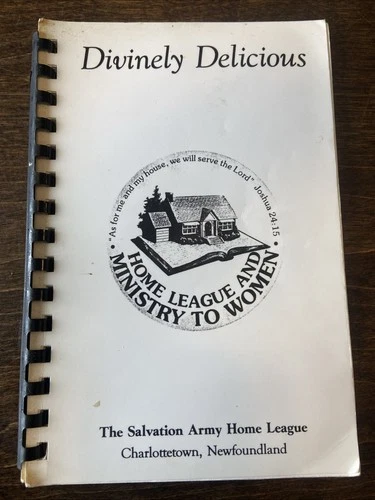 Divinely Delicious
"As for me and my house, we will serve the Lord" Joshua 24:15
• HOME LEAGUE AND •
MINISTRY TO WOMEN
The Salvation Army Home League
Charlottetown, Newfoundland